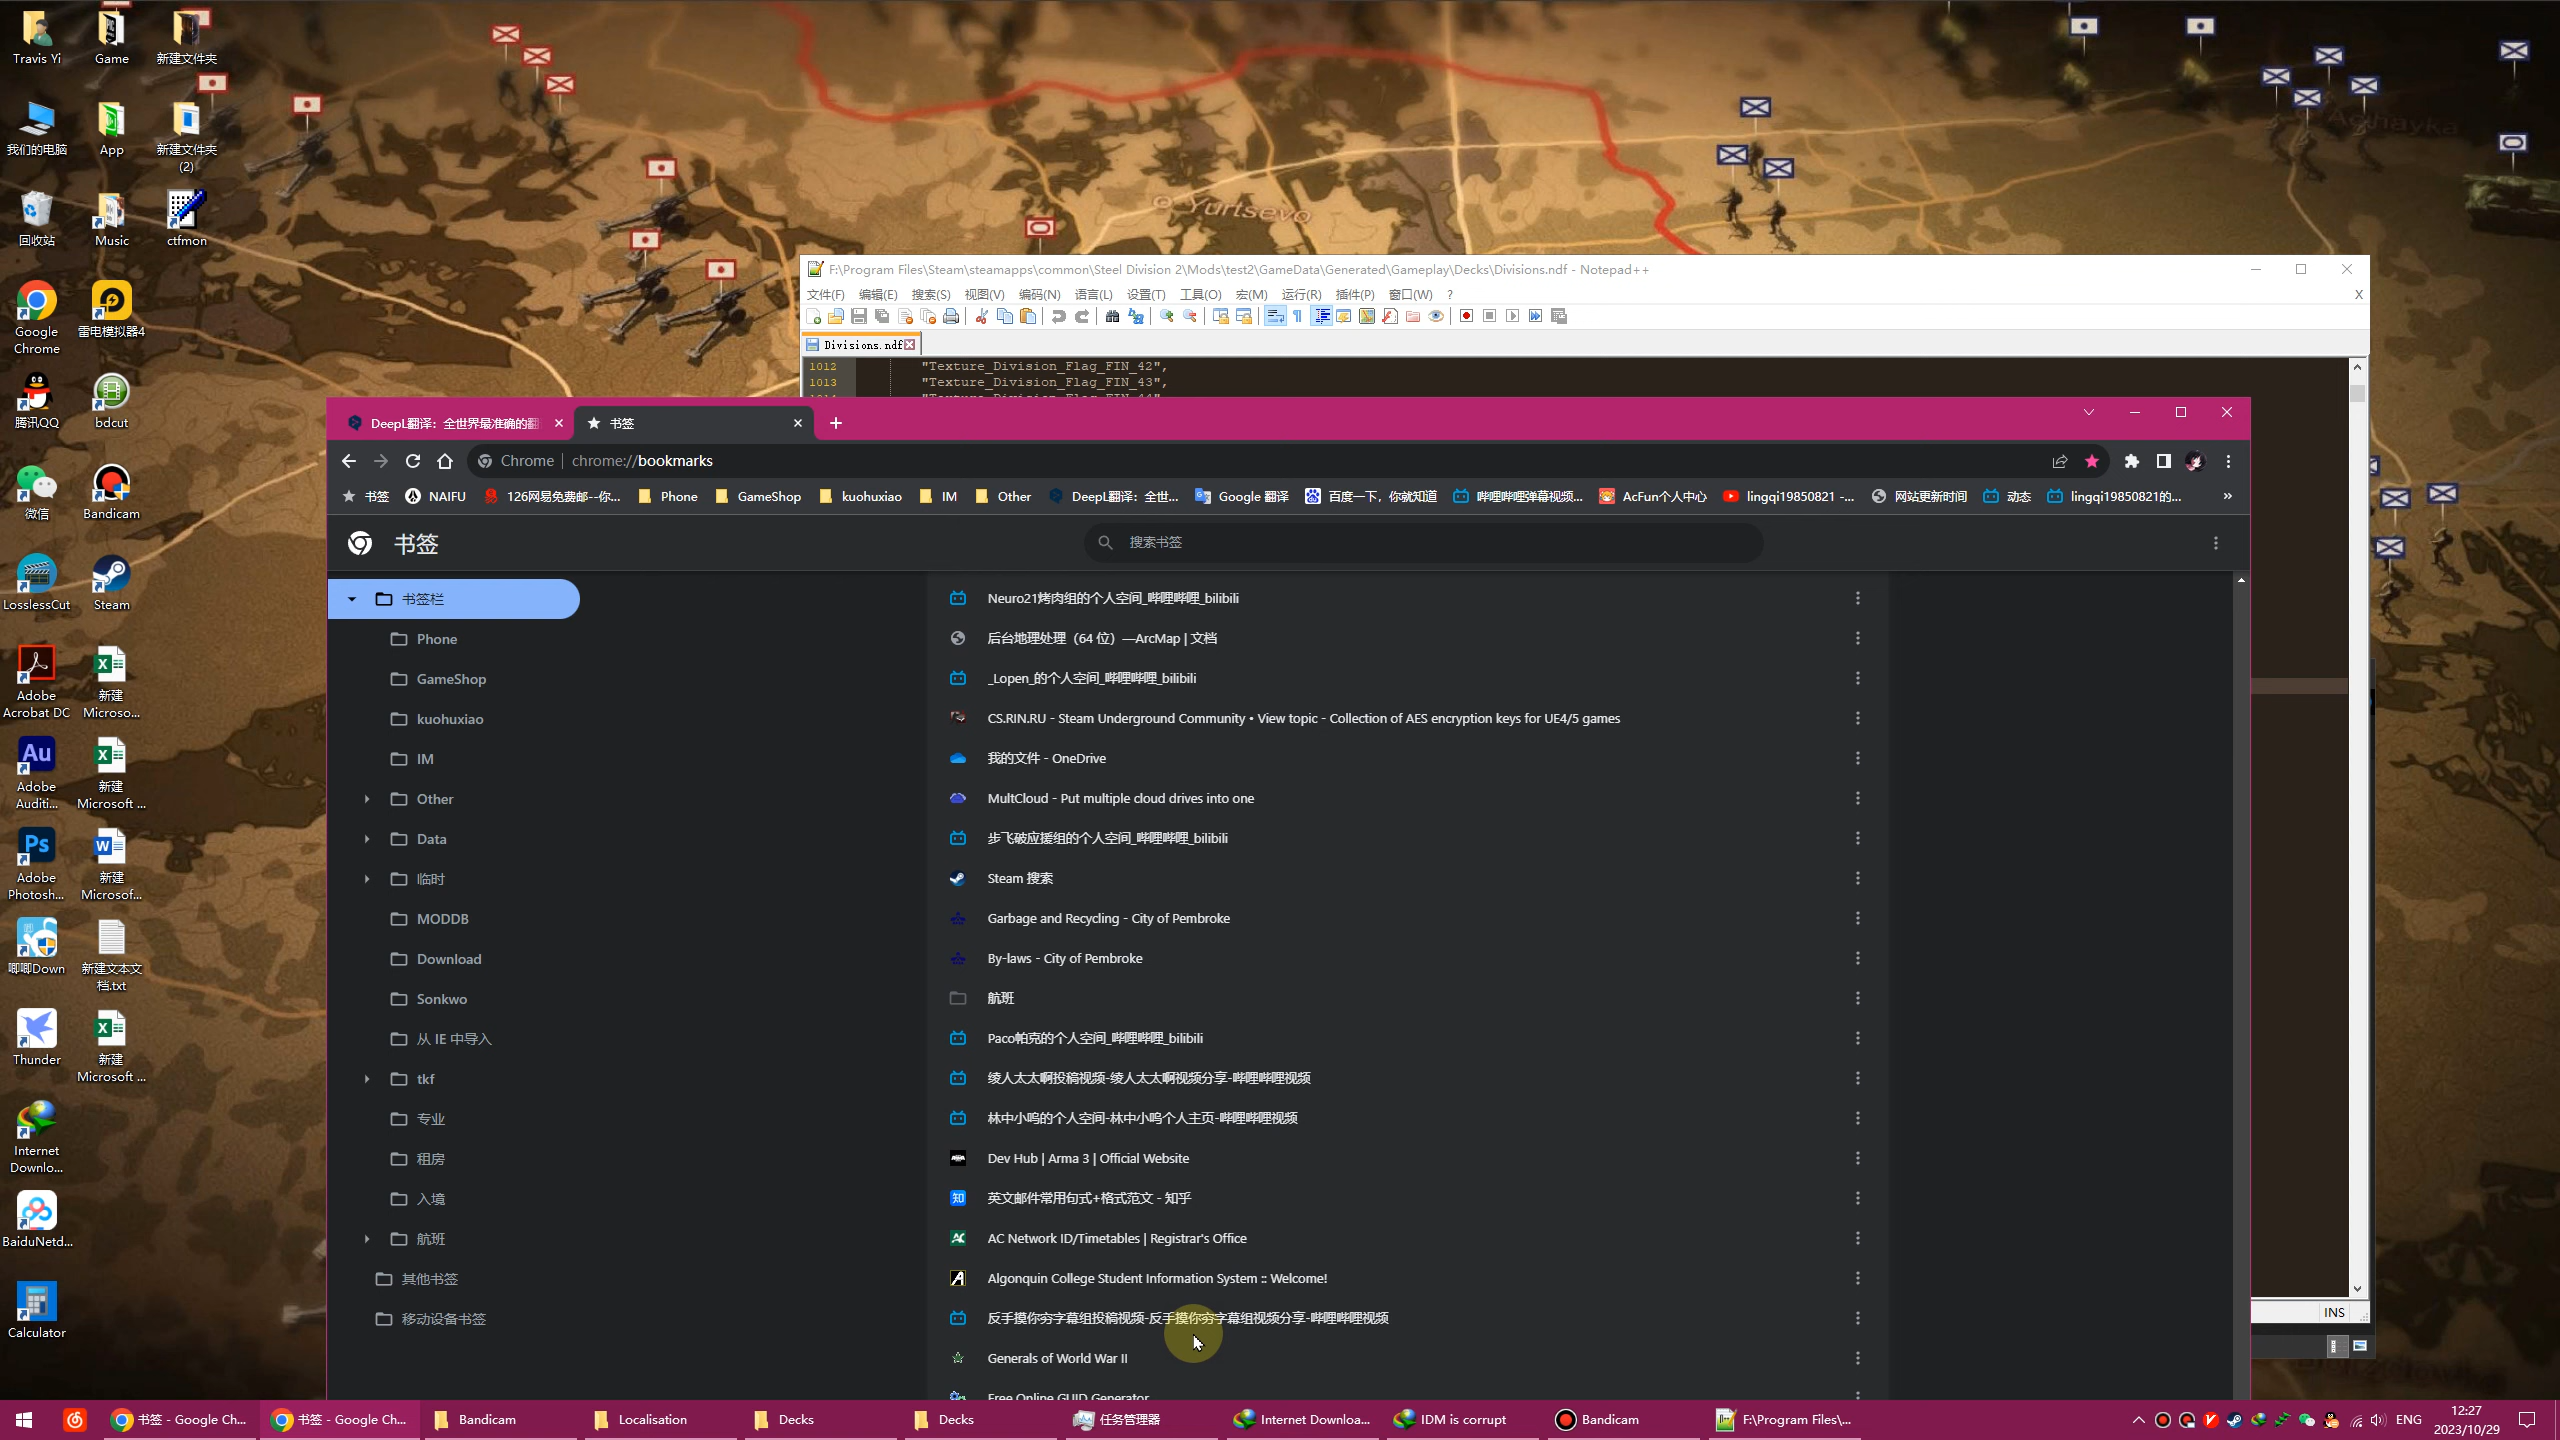 Travis Yi
Game
新建文件夹
我们的电脑
App
新建文件夹
(2)
回收站
Music
ctfmon
Google
Chrome
雷电模拟器4
腾讯QQ
bdcut
微信
Bandicam
LosslessCut
Steam
Adobe
Acrobat DC
新建
Microso...
Adobe
Auditi...
新建
Microsoft ...
Adobe
Photosh...
新建
Microsof...
唧唧Down
新建文本文
档.txt
Thunder
新建
Microsoft ...
Internet
Downlo...
BaiduNetd...
Calculator
Yurtsevo
F:\Program Files\Steam\steamapps\common\Steel Division 2\Mods\test2\GameData\Generated\Gameplay\Decks\Divisions.ndf - Notepad++
文件(F) 编辑(E) 搜索(S) 视图(V) 编码(N) 语言(L) 设置(T) 工具(O) 宏(M) 运行(R) 插件(P) 窗口(W) ?
X
Divisions.ndf
1012 "Texture_Division_Flag_FIN_42",
1013 "Texture_Division_Flag_FIN_43",
DeepL翻译：全世界最准确的翻
书签
Chrome | chrome://bookmarks
书签 NAIFU 126网易免费邮--你... Phone GameShop kuohuxiao IM Other DeepL翻译：全世... Google 翻译 百度一下，你就知道 哔哩哔哩弹幕视频... AcFun个人中心 lingqi19850821 -... 网站更新时间 动态 lingqi19850821的... »
书签
搜索书签
书签栏
Phone
GameShop
kuohuxiao
IM
Other
Data
临时
MODDB
Download
Sonkwo
从 IE 中导入
tkf
专业
租房
入境
航班
其他书签
移动设备书签
Neuro21烤肉组的个人空间_哔哩哔哩_bilibili
后台地理处理（64 位）—ArcMap | 文档
_Lopen_的个人空间_哔哩哔哩_bilibili
CS.RIN.RU - Steam Underground Community • View topic - Collection of AES encryption keys for UE4/5 games
我的文件 - OneDrive
MultCloud - Put multiple cloud drives into one
步飞破应援组的个人空间_哔哩哔哩_bilibili
Steam 搜索
Garbage and Recycling - City of Pembroke
By-laws - City of Pembroke
航班
Paco帕克的个人空间_哔哩哔哩_bilibili
绫人太太啊投稿视频-绫人太太啊视频分享-哔哩哔哩视频
林中小鸣的个人空间-林中小鸣个人主页-哔哩哔哩视频
Dev Hub | Arma 3 | Official Website
英文邮件常用句式+格式范文 - 知乎
AC Network ID/Timetables | Registrar's Office
Algonquin College Student Information System :: Welcome!
反手摸你夯字幕组投稿视频-反手摸你夯字幕组视频分享-哔哩哔哩视频
Generals of World War II
Free Online GUID Generator
INS
书签 - Google Ch...
书签 - Google Ch...
Bandicam
Localisation
Decks
Decks
任务管理器
Internet Downloa...
IDM is corrupt
Bandicam
F:\Program Files\...
ENG
12:27
2023/10/29